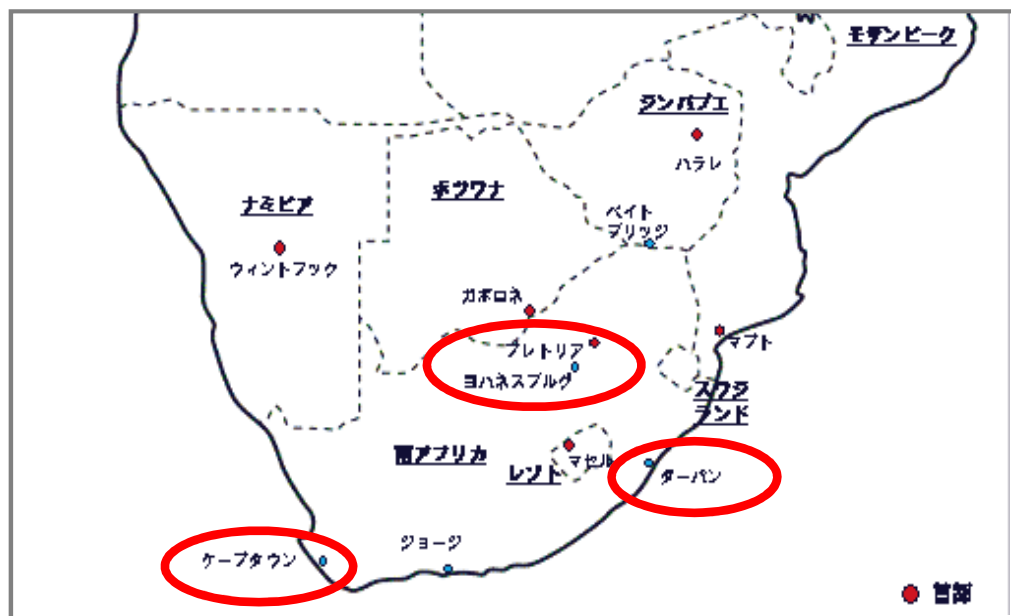 モザンビーク
ジンバブエ
ハラレ
ナミビア
ボツワナ
ベイト
ブリッジ
ウィントフック
ガボロネ
プレトリア
マプト
ヨハネスブルグ
スワジ
ランド
南アフリカ
マセル
レソト
ダーバン
ケープタウン
ジョージ
首都